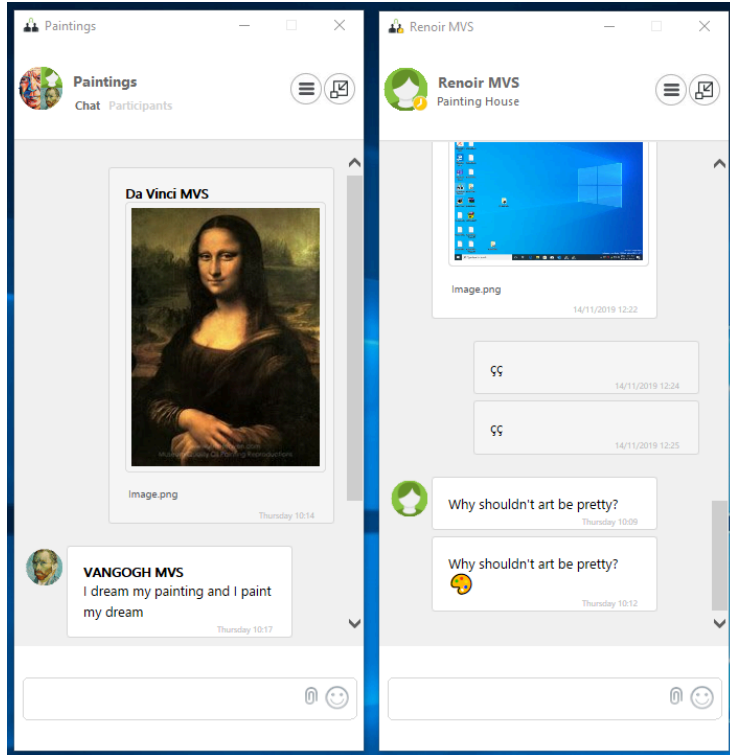 Paintings
Paintings
Chat Participants
Da Vinci MVS
Image.png
Thursday 10:14
VANGOGH MVS
I dream my painting and I paint
my dream
Thursday 10:17
Renoir MVS
Renoir MVS
Painting House
Image.png
14/11/2019 12:22
çç
14/11/2019 12:24
çç
14/11/2019 12:25
Why shouldn't art be pretty?
Thursday 10:09
Why shouldn't art be pretty?
Thursday 10:12